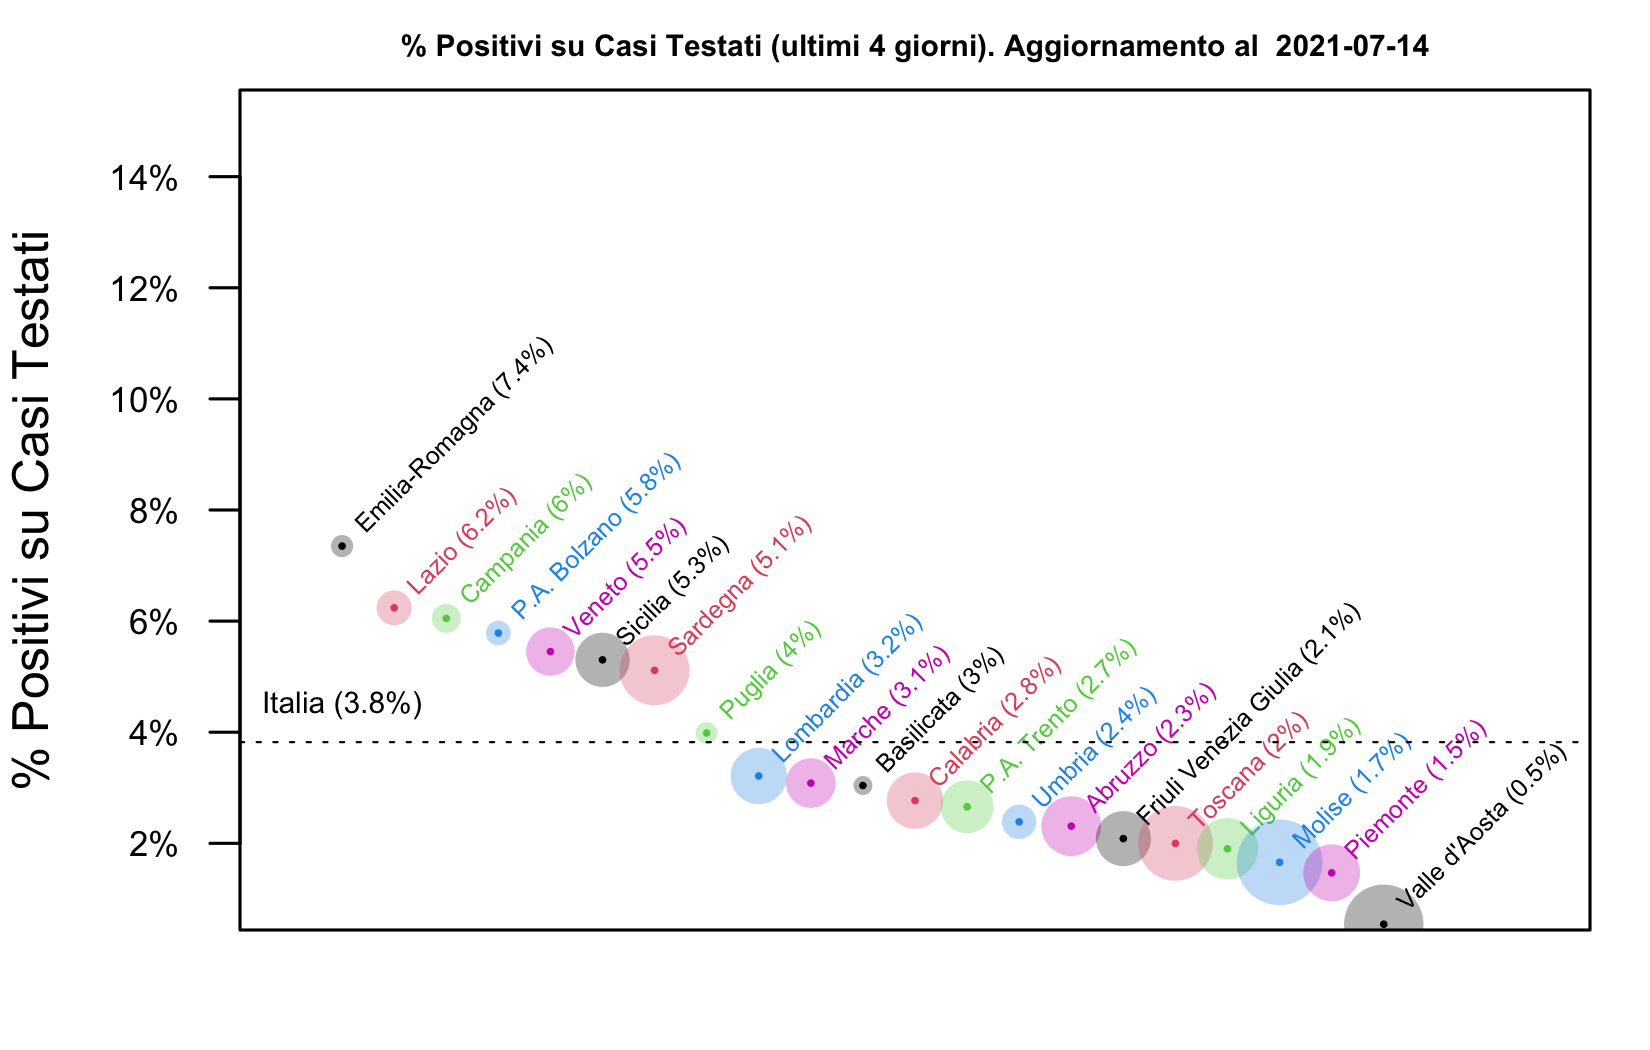 % Positivi su Casi Testati (ultimi 4 giorni). Aggiornamento al  2021-07-14
% Positivi su Casi Testati
14%
12%
10%
8%
6%
4%
2%
Italia (3.8%)
Emilia-Romagna (7.4%)
Lazio (6.2%)
Campania (6%)
P.A. Bolzano (5.8%)
Veneto (5.5%)
Sicilia (5.3%)
Sardegna (5.1%)
Puglia (4%)
Lombardia (3.2%)
Marche (3.1%)
Basilicata (3%)
Calabria (2.8%)
P.A. Trento (2.7%)
Umbria (2.4%)
Abruzzo (2.3%)
Friuli Venezia Giulia (2.1%)
Toscana (2%)
Liguria (1.9%)
Molise (1.7%)
Piemonte (1.5%)
Valle d'Aosta (0.5%)